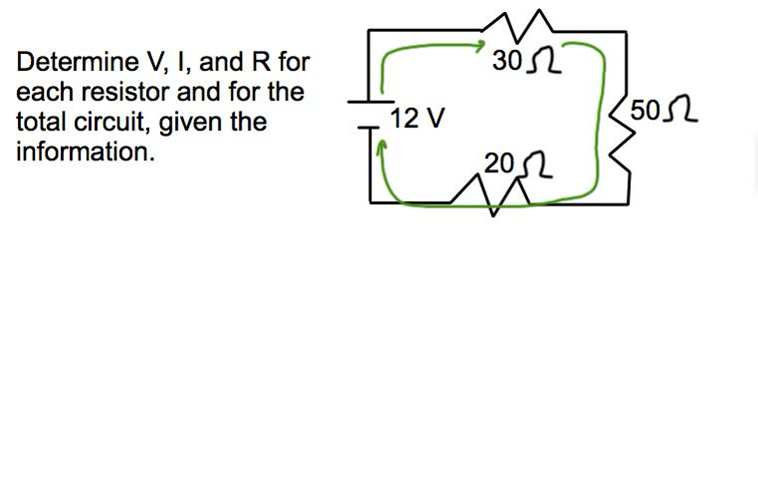 Determine V, I, and R for
each resistor and for the
total circuit, given the
information.
30Ω
50Ω
12 V
20Ω